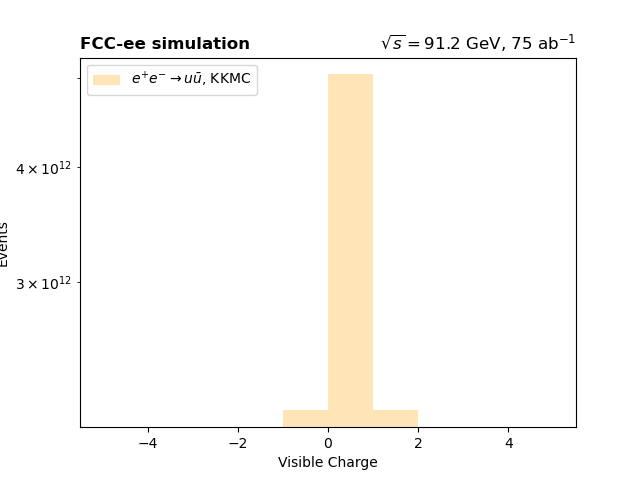 FCC-ee simulation
√s = 91.2 GeV, 75 ab⁻¹
e⁺e⁻ → uū, KKMC
4 × 10¹²
3 × 10¹²
Events
−4 −2 0 2 4
Visible Charge